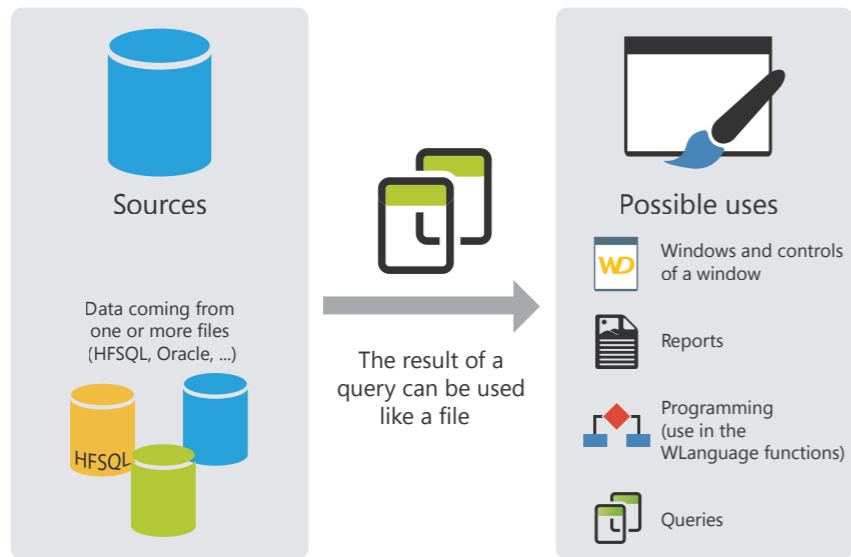 Sources
Data coming from
one or more files
(HFSQL, Oracle, ...)
HFSQL
The result of a
query can be used
like a file
Possible uses
WD
Windows and controls
of a window
Reports
Programming
(use in the
WLanguage functions)
Queries